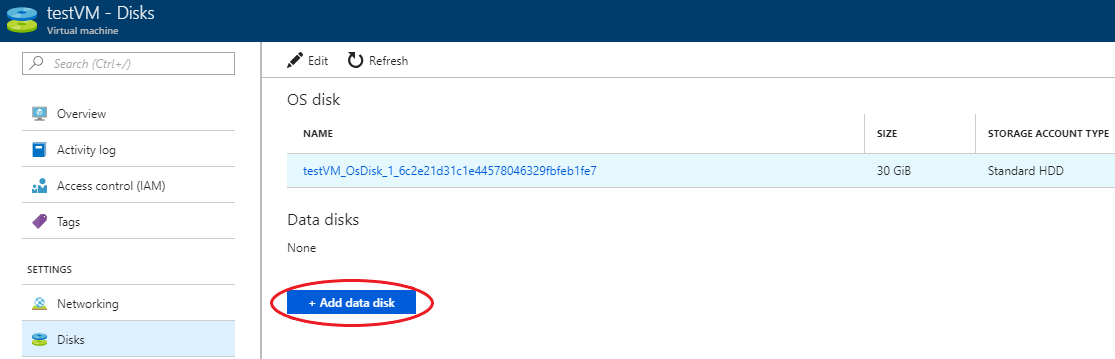 testVM - Disks
Virtual machine
Search (Ctrl+/)
Overview
Activity log
Access control (IAM)
Tags
SETTINGS
Networking
Disks
Edit Refresh
OS disk
NAME SIZE STORAGE ACCOUNT TYPE
testVM_OsDisk_1_6c2e21d31c1e44578046329fbfeb1fe7 30 GiB Standard HDD
Data disks
None
+ Add data disk